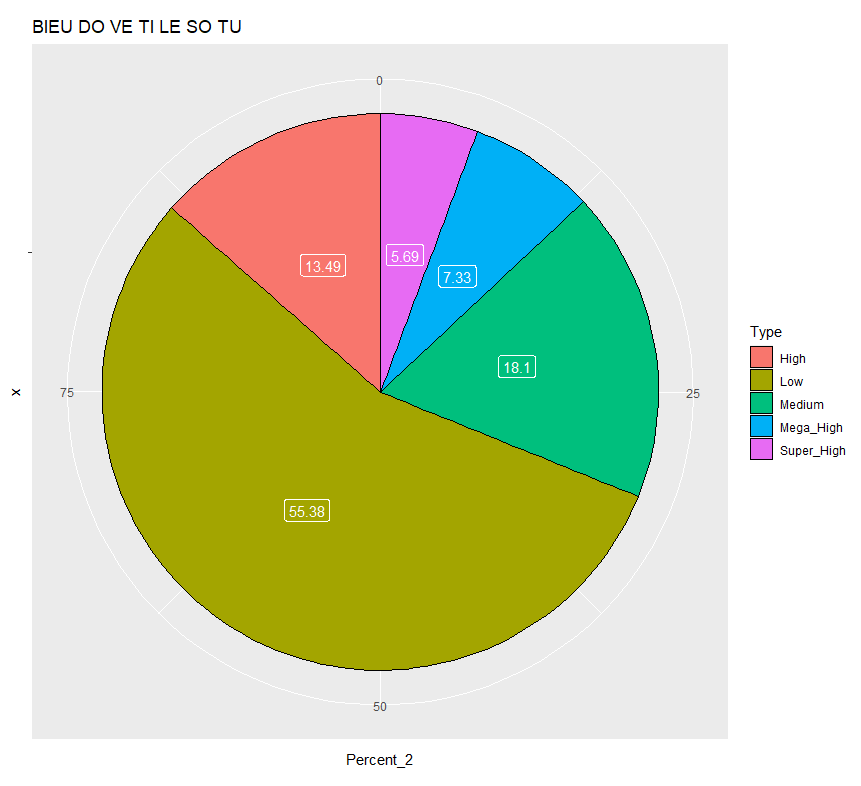 BIEU DO VE TI LE SO TU
0
5.69
13.49
7.33
18.1
75
25
x
55.38
50
Percent_2
Type
High
Low
Medium
Mega_High
Super_High